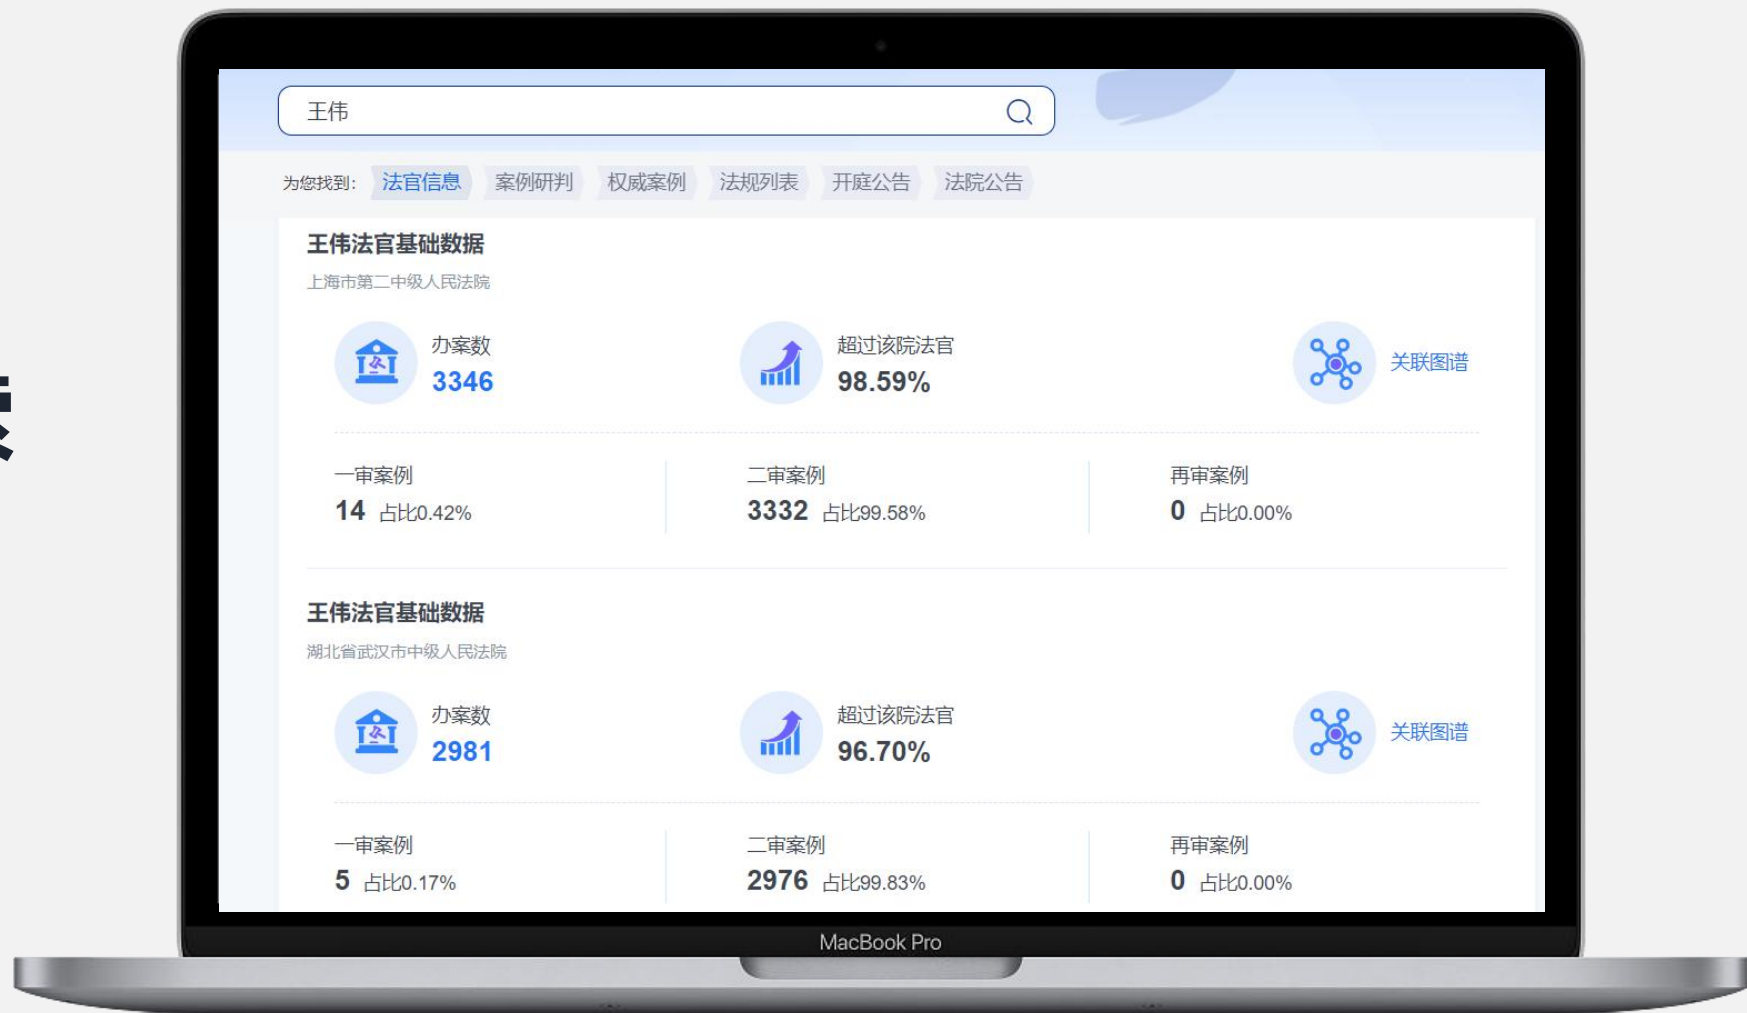 王伟
为您找到: 法官信息 案例研判 权威案例 法规列表 开庭公告 法院公告
王伟法官基础数据
上海市第二中级人民法院
办案数 超过该院法官
3346 98.59% 关联图谱
一审案例 二审案例 再审案例
14 占比0.42% 3332 占比99.58% 0 占比0.00%
王伟法官基础数据
湖北省武汉市中级人民法院
办案数 超过该院法官
2981 96.70% 关联图谱
一审案例 二审案例 再审案例
5 占比0.17% 2976 占比99.83% 0 占比0.00%
MacBook Pro